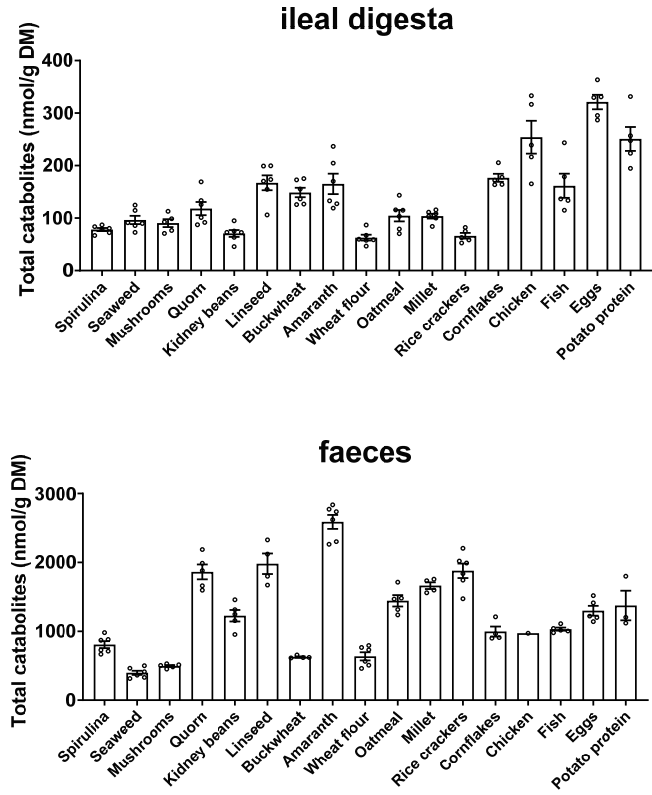 ileal digesta
Total catabolites (nmol/g DM)
400
300
200
100
0
Spirulina
Seaweed
Mushrooms
Quorn
Kidney beans
Linseed
Buckwheat
Amaranth
Wheat flour
Oatmeal
Millet
Rice crackers
Cornflakes
Chicken
Fish
Eggs
Potato protein
faeces
Total catabolites (nmol/g DM)
3000
2000
1000
0
Spirulina
Seaweed
Mushrooms
Quorn
Kidney beans
Linseed
Buckwheat
Amaranth
Wheat flour
Oatmeal
Millet
Rice crackers
Cornflakes
Chicken
Fish
Eggs
Potato protein